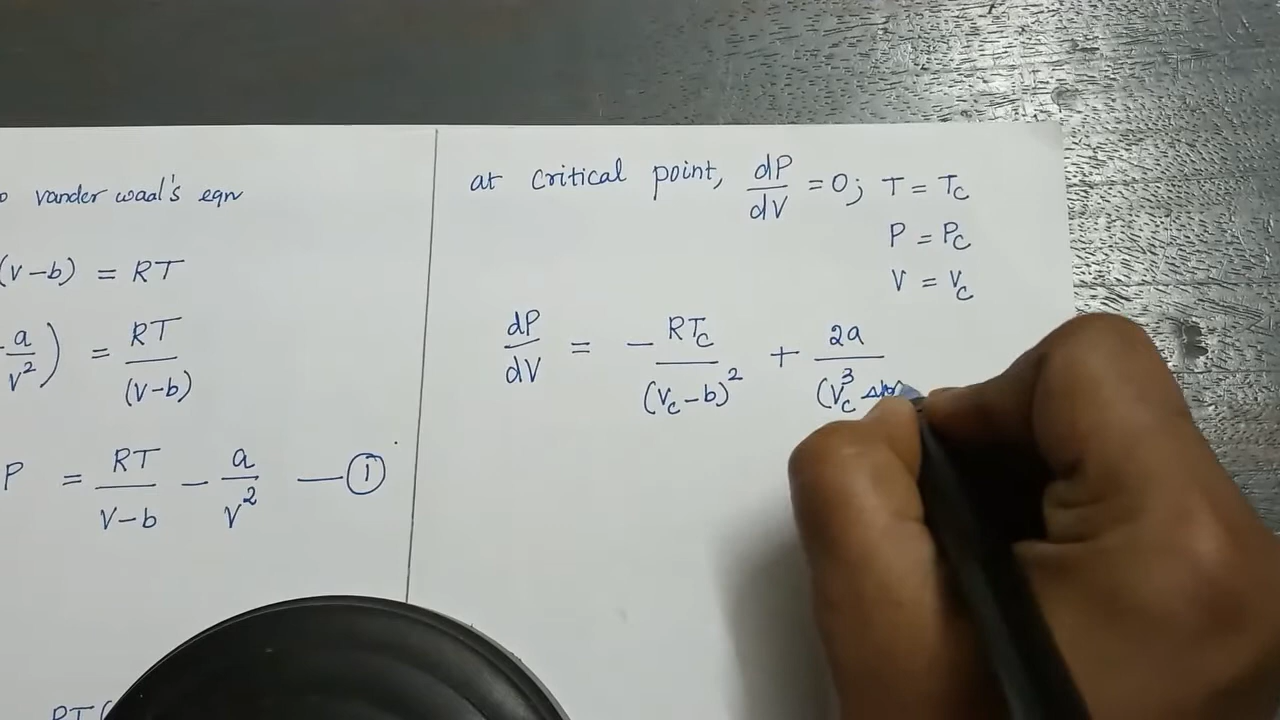 vander waal's eqn
(V-b) = RT
a/V²) = RT/(V-b)
P = RT/V-b - a/V² — ①
RT(
at critical point, dP/dV = 0; T = Tc
P = Pc
V = Vc
dP/dV = - RTc/(Vc-b)² + 2a/(Vc³